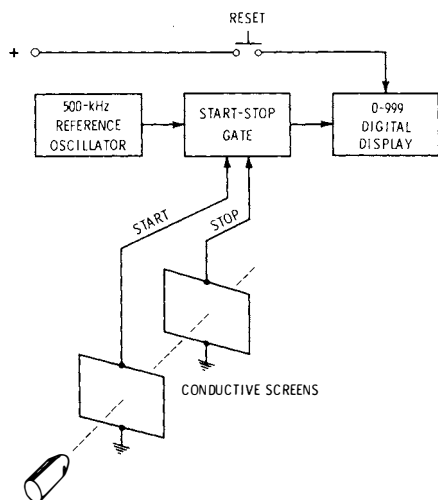 RESET
+
500-kHz
REFERENCE
OSCILLATOR
START-STOP
GATE
0-999
DIGITAL
DISPLAY
START
STOP
CONDUCTIVE SCREENS